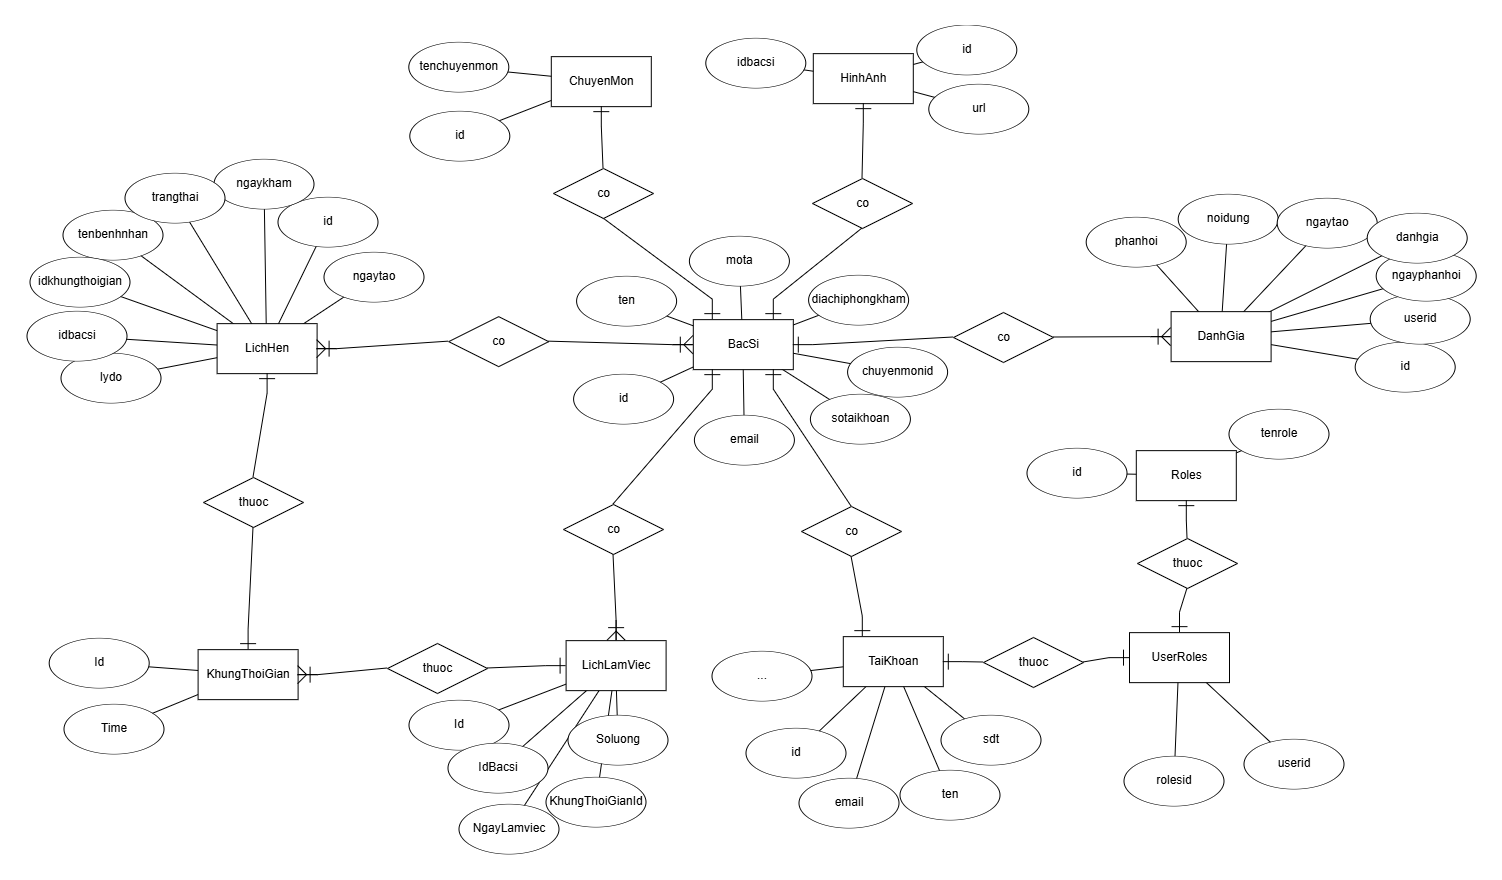 tenchuyenmon
ChuyenMon
id
co
idbacsi
HinhAnh
id
url
co
ngaykham
trangthai
id
tenbenhnhan
ngaytao
idkhungthoigian
idbacsi
lydo
LichHen
co
mota
ten
diachiphongkham
BacSi
chuyenmonid
id
sotaikhoan
email
co
phanhoi
noidung
ngaytao
danhgia
ngayphanhoi
userid
id
DanhGia
tenrole
id
Roles
thuoc
co
co
thuoc
Id
KhungThoiGian
Time
thuoc
LichLamViec
Id
Soluong
IdBacsi
KhungThoiGianId
NgayLamviec
TaiKhoan
...
id
email
ten
sdt
thuoc
UserRoles
rolesid
userid